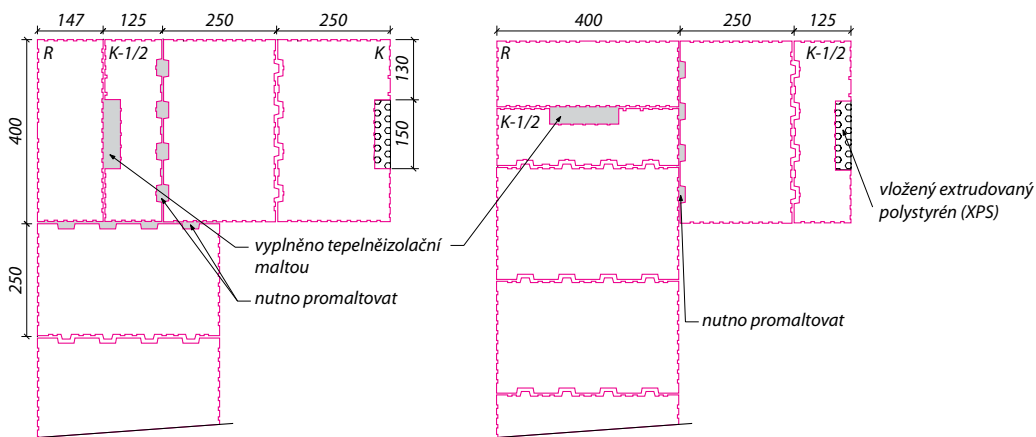 147 125 250 250
R K-1/2 K
130
150
400
250
vyplněno tepelněizolační
maltou
nutno promaltovat
400 250 125
R K-1/2
K-1/2
vložený extrudovaný
polystyrén (XPS)
nutno promaltovat